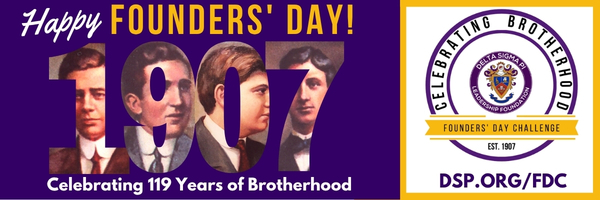 Happy FOUNDERS' DAY!
1907
Celebrating 119 Years of Brotherhood
CELEBRATING BROTHERHOOD
DELTA SIGMA PI
LEADERSHIP FOUNDATION
FOUNDERS' DAY CHALLENGE
EST. 1907
DSP.ORG/FDC